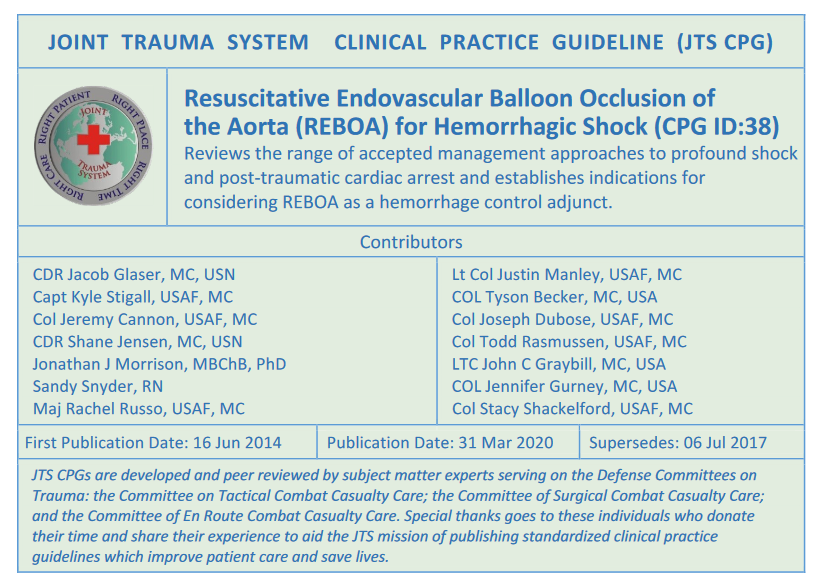 JOINT TRAUMA SYSTEM CLINICAL PRACTICE GUIDELINE (JTS CPG)
RIGHT PATIENT RIGHT PLACE RIGHT TIME RIGHT CARE
JOINT
TRAUMA
SYSTEM
Resuscitative Endovascular Balloon Occlusion of
the Aorta (REBOA) for Hemorrhagic Shock (CPG ID:38)
Reviews the range of accepted management approaches to profound shock
and post-traumatic cardiac arrest and establishes indications for
considering REBOA as a hemorrhage control adjunct.
Contributors
CDR Jacob Glaser, MC, USN
Capt Kyle Stigall, USAF, MC
Col Jeremy Cannon, USAF, MC
CDR Shane Jensen, MC, USN
Jonathan J Morrison, MBChB, PhD
Sandy Snyder, RN
Maj Rachel Russo, USAF, MC
Lt Col Justin Manley, USAF, MC
COL Tyson Becker, MC, USA
Col Joseph Dubose, USAF, MC
Col Todd Rasmussen, USAF, MC
LTC John C Graybill, MC, USA
COL Jennifer Gurney, MC, USA
Col Stacy Shackelford, USAF, MC
First Publication Date: 16 Jun 2014
Publication Date: 31 Mar 2020
Supersedes: 06 Jul 2017
JTS CPGs are developed and peer reviewed by subject matter experts serving on the Defense Committees on
Trauma: the Committee on Tactical Combat Casualty Care; the Committee of Surgical Combat Casualty Care;
and the Committee of En Route Combat Casualty Care. Special thanks goes to these individuals who donate
their time and share their experience to aid the JTS mission of publishing standardized clinical practice
guidelines which improve patient care and save lives.